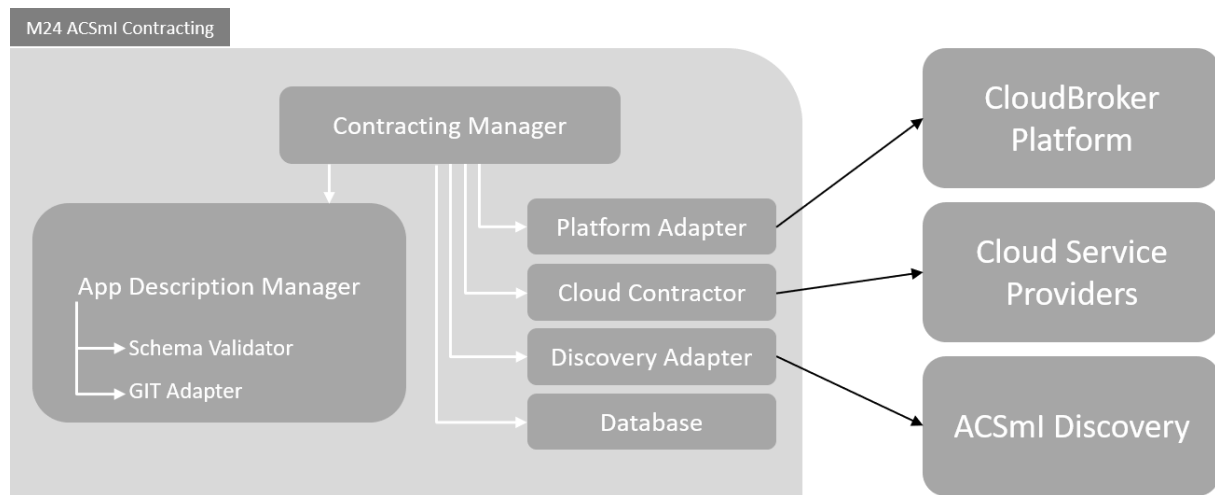 M24 ACSmI Contracting
Contracting Manager
App Description Manager
Schema Validator
GIT Adapter
Platform Adapter
Cloud Contractor
Discovery Adapter
Database
CloudBroker
Platform
Cloud Service
Providers
ACSmI Discovery